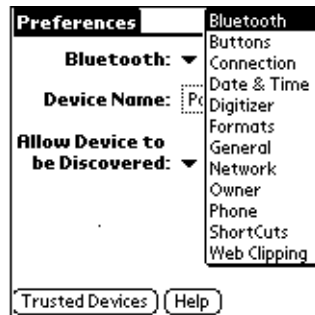 Preferences
Bluetooth:
Device Name:
Allow Device to
be Discovered:
Bluetooth
Buttons
Connection
Date & Time
Digitizer
Formats
General
Network
Owner
Phone
ShortCuts
Web Clipping
Trusted Devices
Help